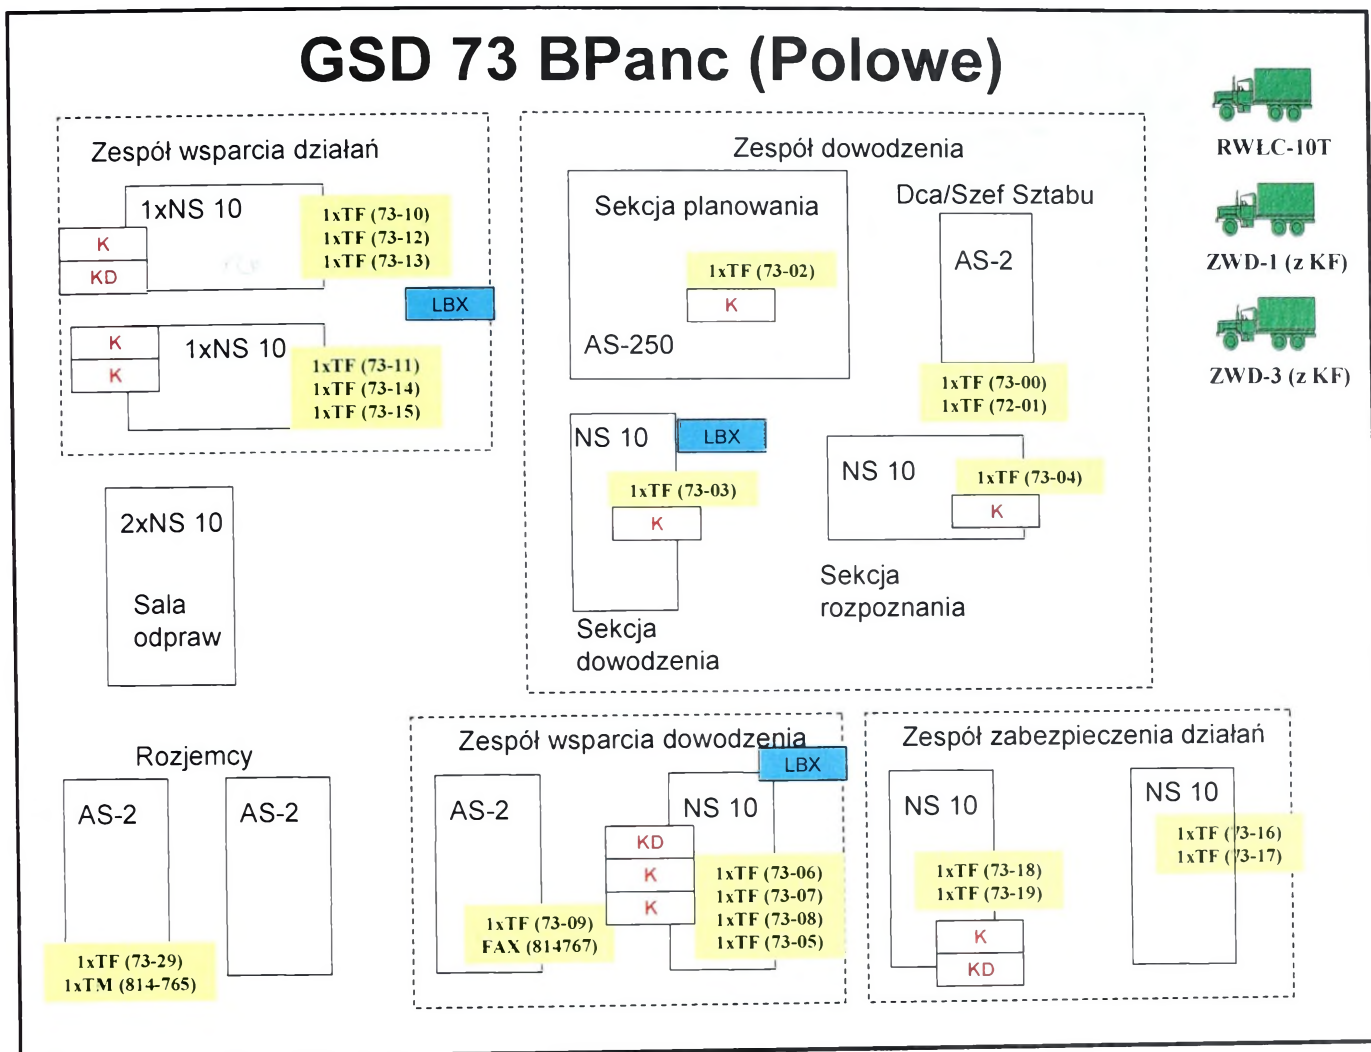 GSD 73 BPanc (Polowe)
Zespół wsparcia działań
1xNS 10
K
KD
1xTF (73-10)
1xTF (73-12)
1xTF (73-13)
LBX
K
K
1xNS 10
1xTF (73-11)
1xTF (73-14)
1xTF (73-15)
Zespół dowodzenia
Sekcja planowania
1xTF (73-02)
K
AS-250
Dca/Szef Sztabu
AS-2
1xTF (73-00)
1xTF (72-01)
NS 10
LBX
1xTF (73-03)
K
Sekcja
dowodzenia
NS 10
1xTF (73-04)
K
Sekcja
rozpoznania
RWŁC-10T
ZWD-1 (z KF)
ZWD-3 (z KF)
2xNS 10
Sala
odpraw
Rozjemcy
AS-2
1xTF (73-29)
1xTM (814-765)
AS-2
Zespół wsparcia dowodzenia
LBX
AS-2
1xTF (73-09)
FAX (814767)
NS 10
KD
K
K
1xTF (73-06)
1xTF (73-07)
1xTF (73-08)
1xTF (73-05)
Zespół zabezpieczenia działań
NS 10
1xTF (73-18)
1xTF (73-19)
K
KD
NS 10
1xTF (73-16)
1xTF (73-17)